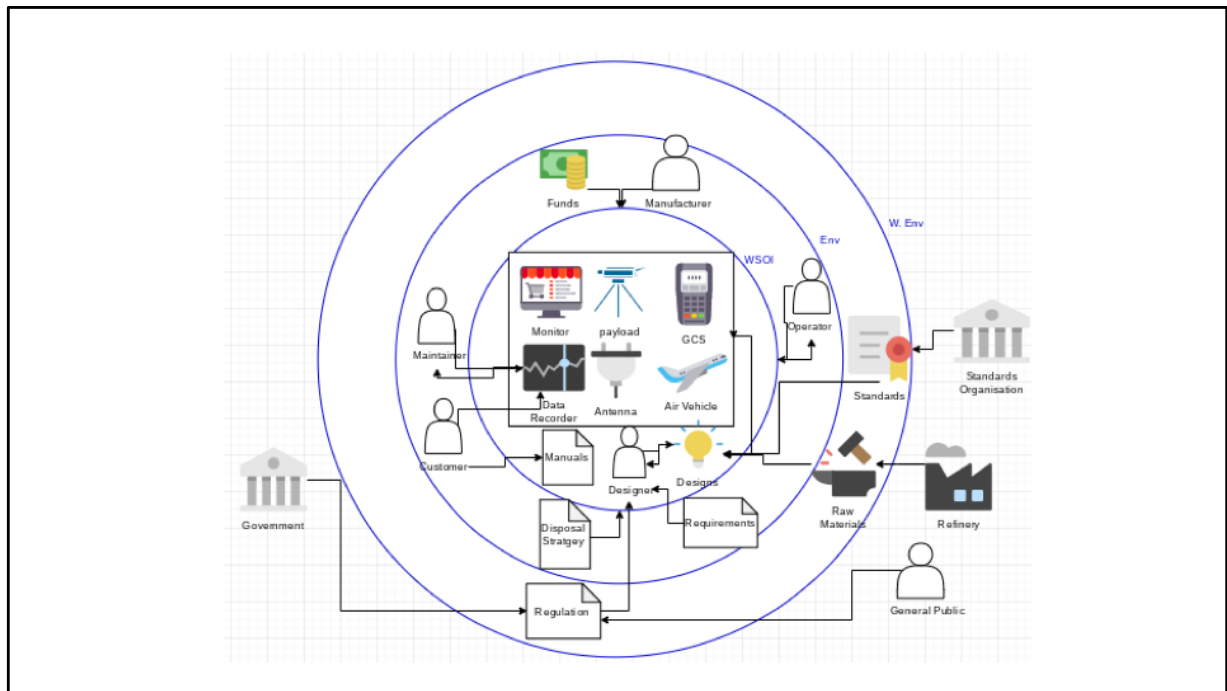 Funds
Manufacturer
W. Env
Env
WSOI
Monitor
payload
GCS
Operator
Maintainer
Data
Recorder
Antenna
Air Vehicle
Standards
Standards
Organisation
Customer
Manuals
Designer
Designs
Government
Disposal
Stratgey
Requirements
Raw
Materials
Refinery
Regulation
General Public